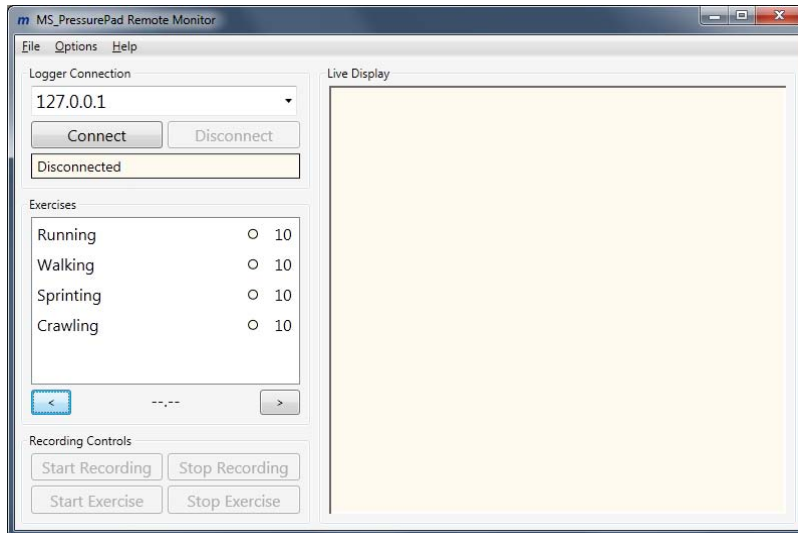 m MS_PressurePad Remote Monitor
File Options Help
Logger Connection
127.0.0.1
Connect Disconnect
Disconnected
Exercises
Running 10
Walking 10
Sprinting 10
Crawling 10
< --.-- >
Recording Controls
Start Recording Stop Recording
Start Exercise Stop Exercise
Live Display